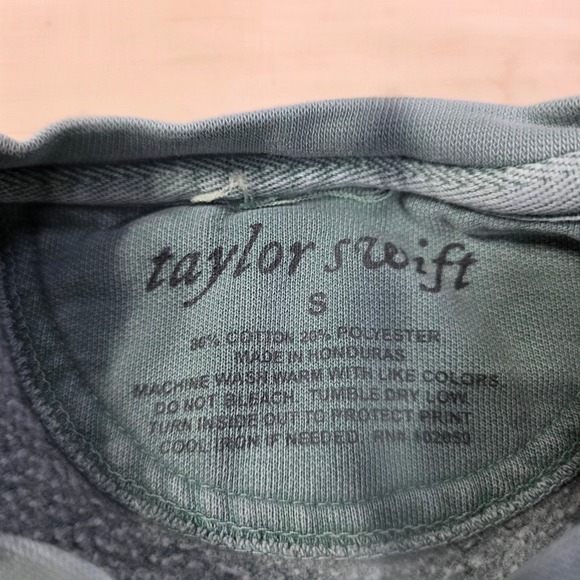 taylor swift
S
80% COTTON 20% POLYESTER
MADE IN HONDURAS
MACHINE WASH WARM WITH LIKE COLORS
DO NOT BLEACH. TUMBLE DRY LOW.
TURN INSIDE OUT TO PROTECT PRINT
COOL IRON IF NEEDED. RN#